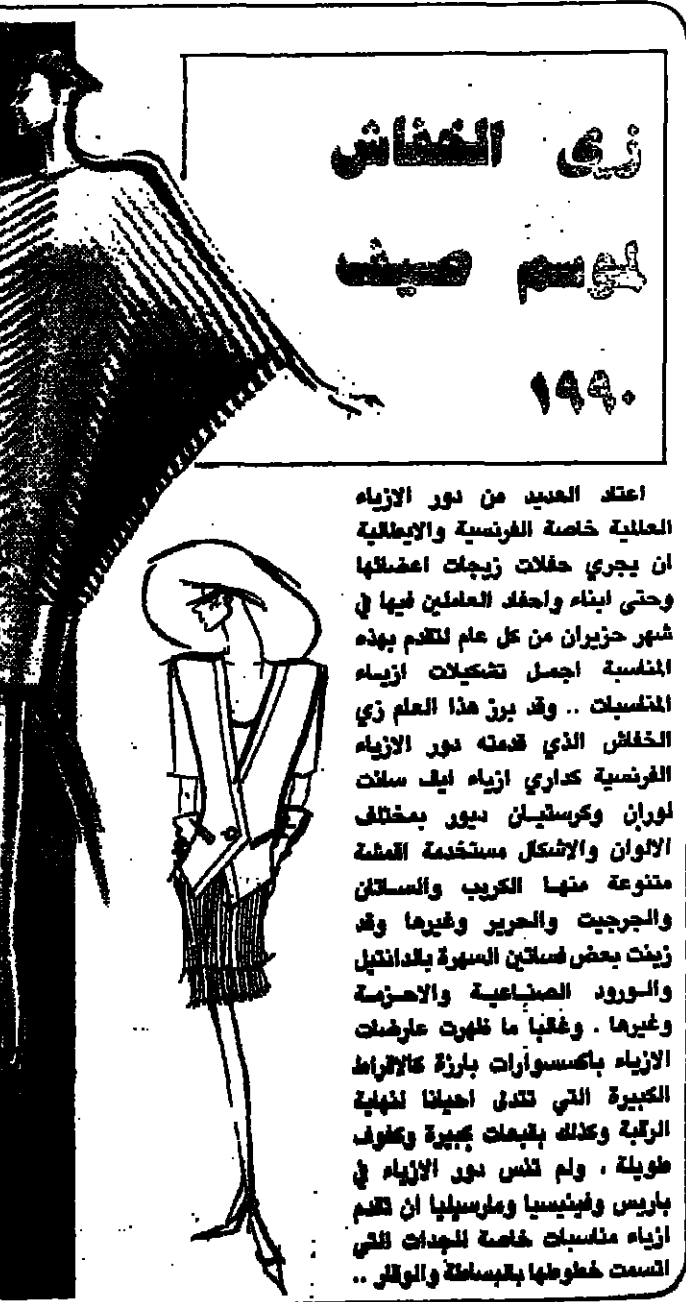 زى الخفاش
لموسم صيف
١٩٩٠
اعتاد العديد من دور الازياء
العالمية خاصة الفرنسية والايطالية
ان يجري حفلات زيجات اعضائها
وحتى ابناء واحفاد العاملين فيها في
شهر حزيران من كل عام لتقدم بهذه
المناسبة اجمل تشكيلات ازياء
المناسبات .. وقد برز هذا العام زي
الخفاش الذي قدمته دور الازياء
الفرنسية كداري ازياء ايف سانت
لوران وكرستيان ديور بمختلف
الالوان والاشكال مستخدمة اقمشة
متنوعة منها الكريب والساتان
والجرجيت والحرير وغيرها وقد
زينت بعض فساتين السهرة بالدانتيل
والورود الصناعية والاحزمة
وغيرها . وغالبا ما ظهرت عارضات
الازياء باكسسوارات بارزة كالاقراط
الكبيرة التي تتدلى احيانا لنهاية
الرقبة وكذلك بقبعات كبيرة وكفوف
طويلة . ولم تنس دور الازياء في
باريس وفينيسيا ومارسيليا ان تقدم
ازياء مناسبات خاصة للجدات التي
اتسمت خطوطها بالبساطة والوقار ..